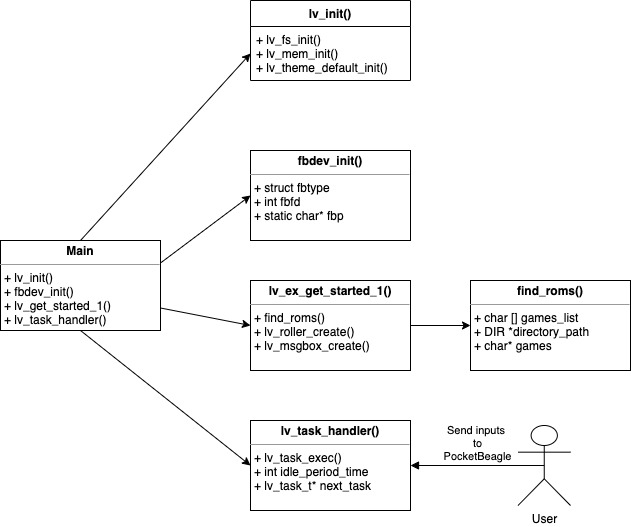 lv_init()
+ lv_fs_init()
+ lv_mem_init()
+ lv_theme_default_init()
fbdev_init()
+ struct fbtype
+ int fbfd
+ static char* fbp
Main
+ lv_init()
+ fbdev_init()
+ lv_get_started_1()
+ lv_task_handler()
lv_ex_get_started_1()
+ find_roms()
+ lv_roller_create()
+ lv_msgbox_create()
find_roms()
+ char [] games_list
+ DIR *directory_path
+ char* games
lv_task_handler()
+ lv_task_exec()
+ int idle_period_time
+ lv_task_t* next_task
Send inputs
to
PocketBeagle
User